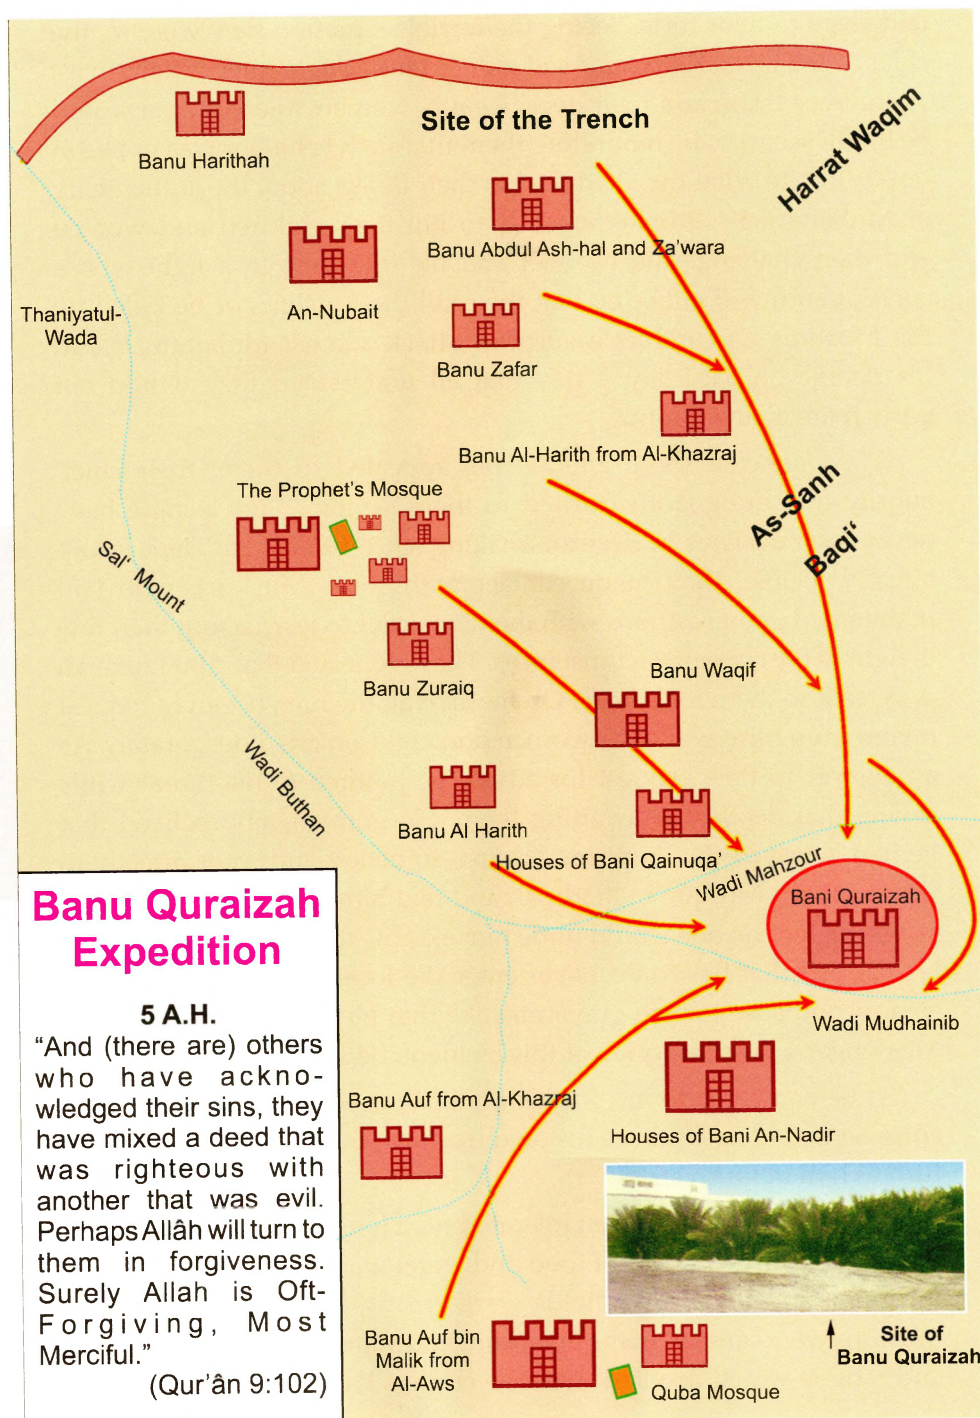 Site of the Trench
Harrat Waqim
Banu Harithah
Banu Abdul Ash-hal and Za'wara
An-Nubait
Thaniyatul-
Wada
Banu Zafar
Banu Al-Harith from Al-Khazraj
The Prophet's Mosque
As-Sanh
Baqi‘
Sal‘ Mount
Banu Zuraiq
Banu Waqif
Wadi Buthan
Banu Al Harith
Houses of Bani Qainuqa’
Wadi Mahzour
Bani Quraizah
Wadi Mudhainib
Banu Quraizah
Expedition
5 A.H.
“And (there are) others
who have ackno-
wledged their sins, they
have mixed a deed that
was righteous with
another that was evil.
Perhaps Allâh will turn to
them in forgiveness.
Surely Allah is Oft-
Forgiving, Most
Merciful.”
(Qur’ân 9:102)
Banu Auf from Al-Khazraj
Houses of Bani An-Nadir
Banu Auf bin
Malik from
Al-Aws
Quba Mosque
Site of
Banu Quraizah